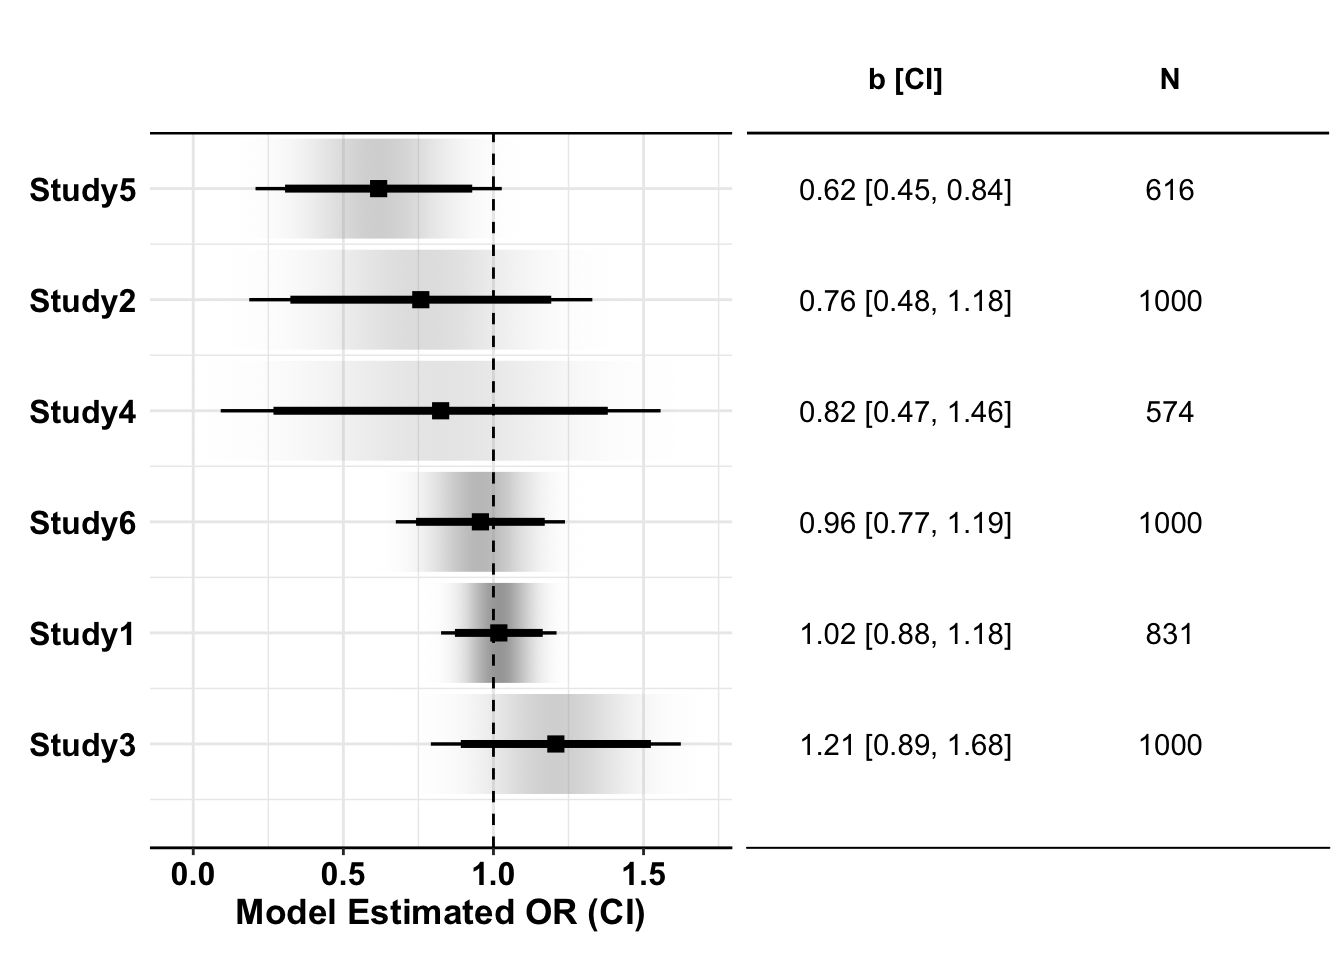 b [CI] N
Study5 0.62 [0.45, 0.84] 616
Study2 0.76 [0.48, 1.18] 1000
Study4 0.82 [0.47, 1.46] 574
Study6 0.96 [0.77, 1.19] 1000
Study1 1.02 [0.88, 1.18] 831
Study3 1.21 [0.89, 1.68] 1000
0.0 0.5 1.0 1.5
Model Estimated OR (CI)